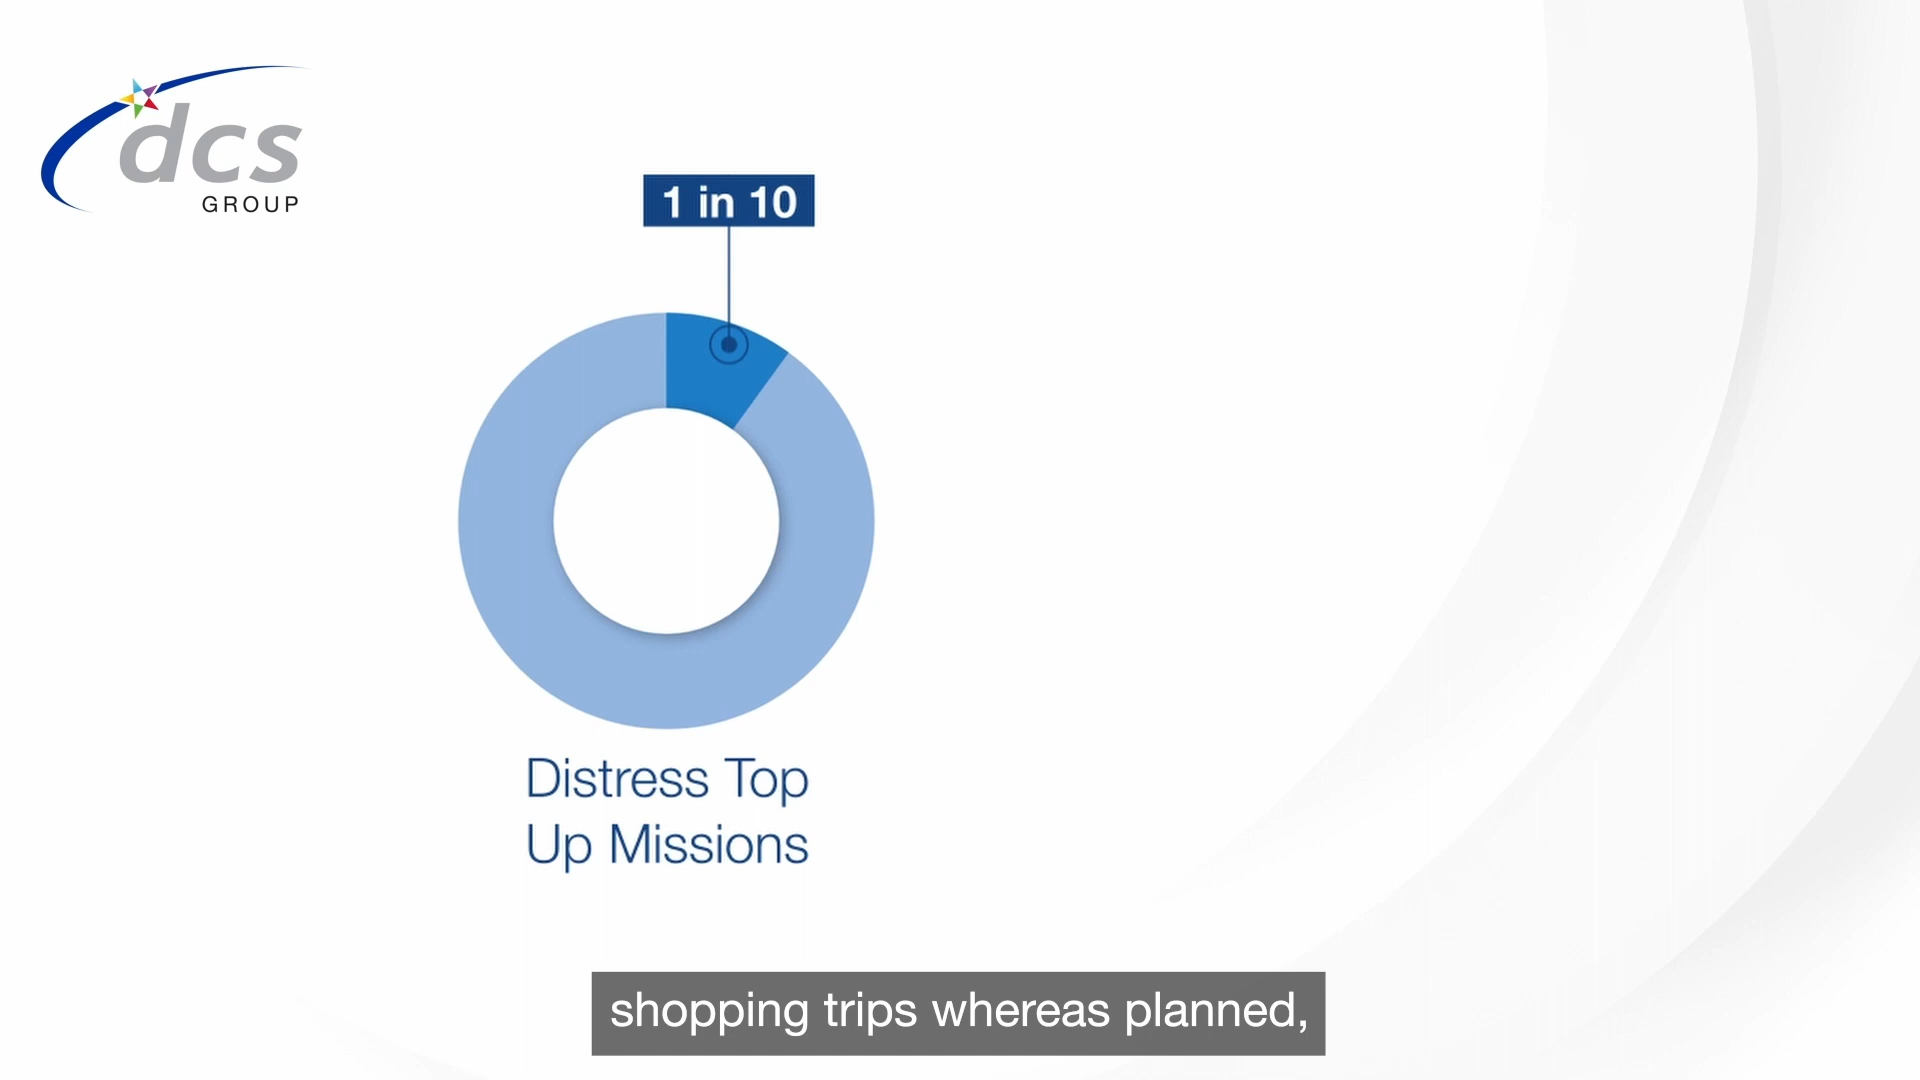 dcs
GROUP
1 in 10
Distress Top
Up Missions
shopping trips whereas planned,